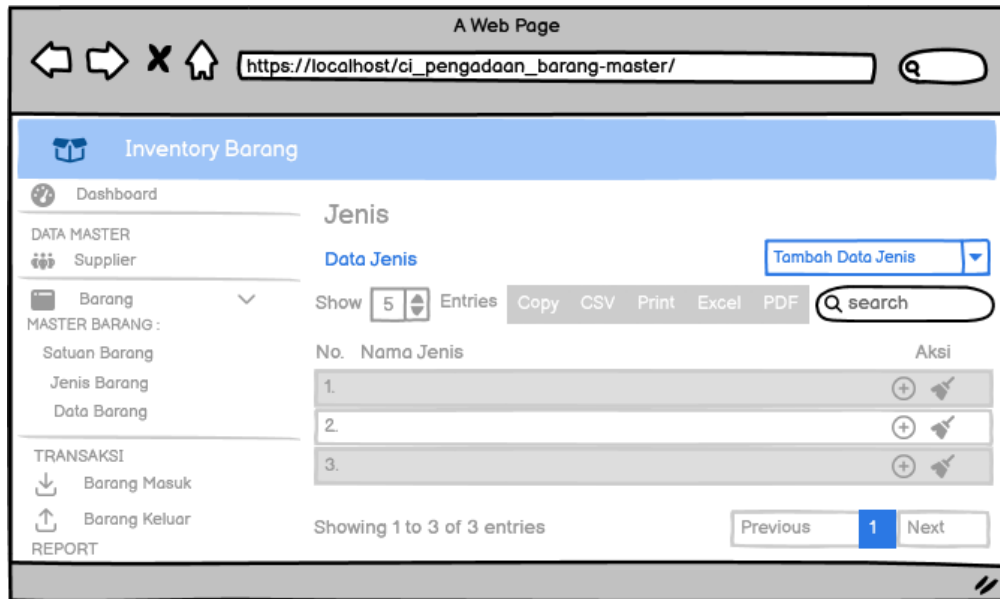 A Web Page
https://localhost/ci_pengadaan_barang-master/
Inventory Barang
Dashboard
DATA MASTER
Supplier
Barang
MASTER BARANG :
Satuan Barang
Jenis Barang
Data Barang
TRANSAKSI
Barang Masuk
Barang Keluar
REPORT
Jenis
Data Jenis
Tambah Data Jenis
Show 5 Entries Copy CSV Print Excel PDF search
No. Nama Jenis Aksi
1.
2.
3.
Showing 1 to 3 of 3 entries Previous 1 Next